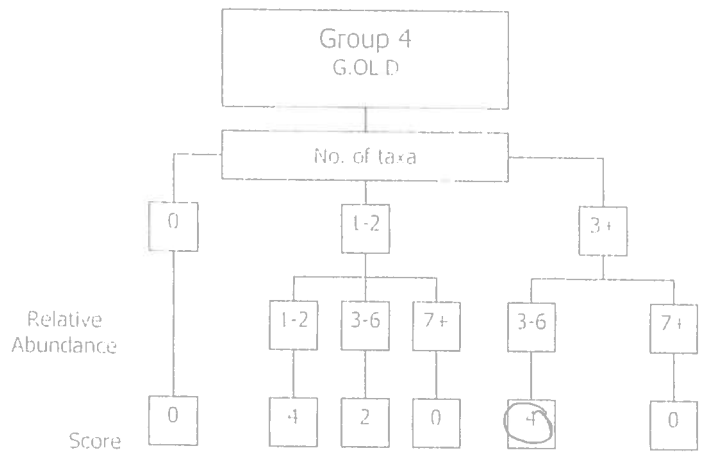 Group 4
G.OL D
No. of taxa
0 1-2 3+
Relative 1-2 3-6 7+ 3-6 7+
Abundance
Score 0 4 2 0 4 0